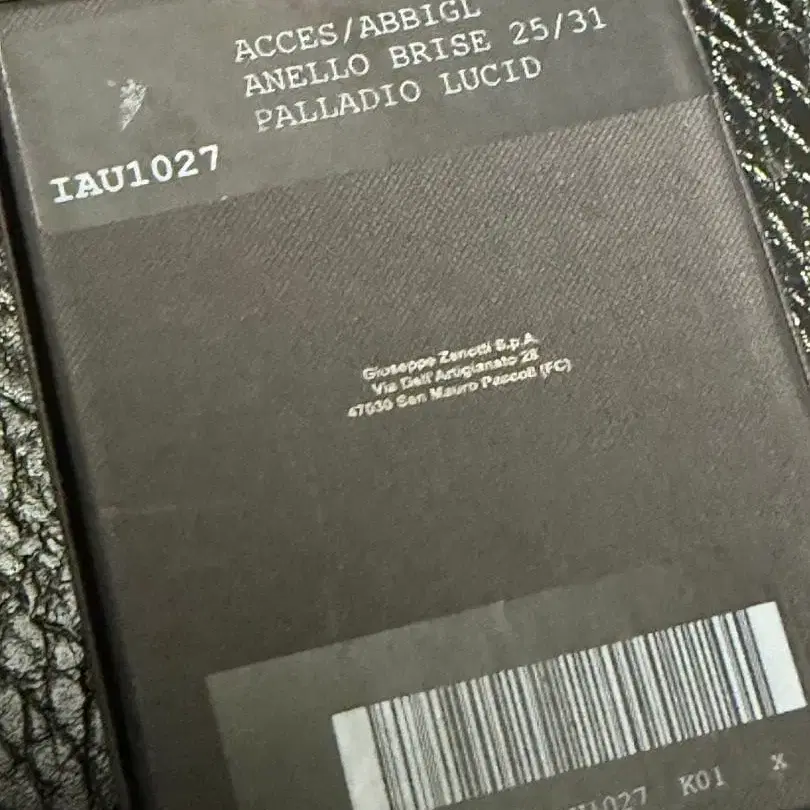 ACCES/ABBIGL
ANELLO BRISE 25/31
PALLADIO LUCID
IAU1027
Giuseppe Zanotti S.p.A.
Via Dell'Artigianato 28
47030 San Mauro Pascoli (FC)
1027 K01 X